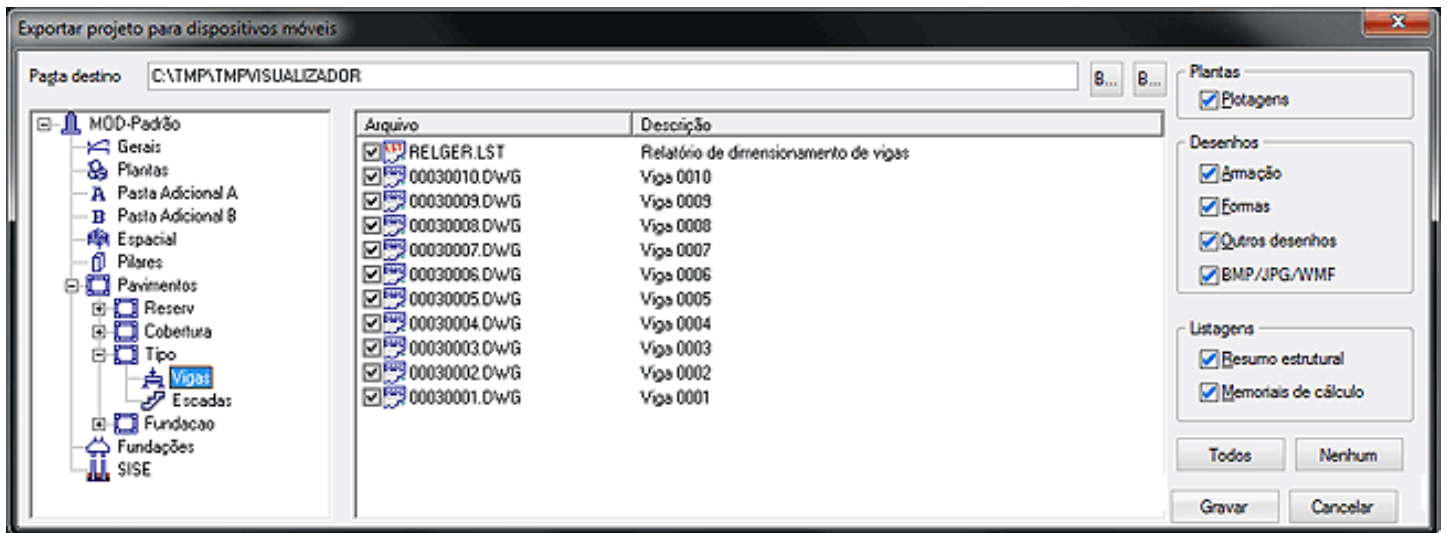 Exportar projeto para dispositivos móveis
Pasta destino C:\TMP\TMPVISUALIZADOR B... B...
MOD-Padrão
Gerais
Plantas
A Pasta Adicional A
B Pasta Adicional B
Espacial
Pilares
Pavimentos
Reserv
Cobertura
Tipo
Vigas
Escadas
Fundacao
Fundações
SISE
Arquivo Descrição
RELGER.LST Relatório de dimensionamento de vigas
00030010.DWG Viga 0010
00030009.DWG Viga 0009
00030008.DWG Viga 0008
00030007.DWG Viga 0007
00030006.DWG Viga 0006
00030005.DWG Viga 0005
00030004.DWG Viga 0004
00030003.DWG Viga 0003
00030002.DWG Viga 0002
00030001.DWG Viga 0001
Plantas
Plotagens
Desenhos
Armação
Formas
Outros desenhos
BMP/JPG/WMF
Listagens
Resumo estrutural
Memoriais de cálculo
Todos Nenhum
Gravar Cancelar